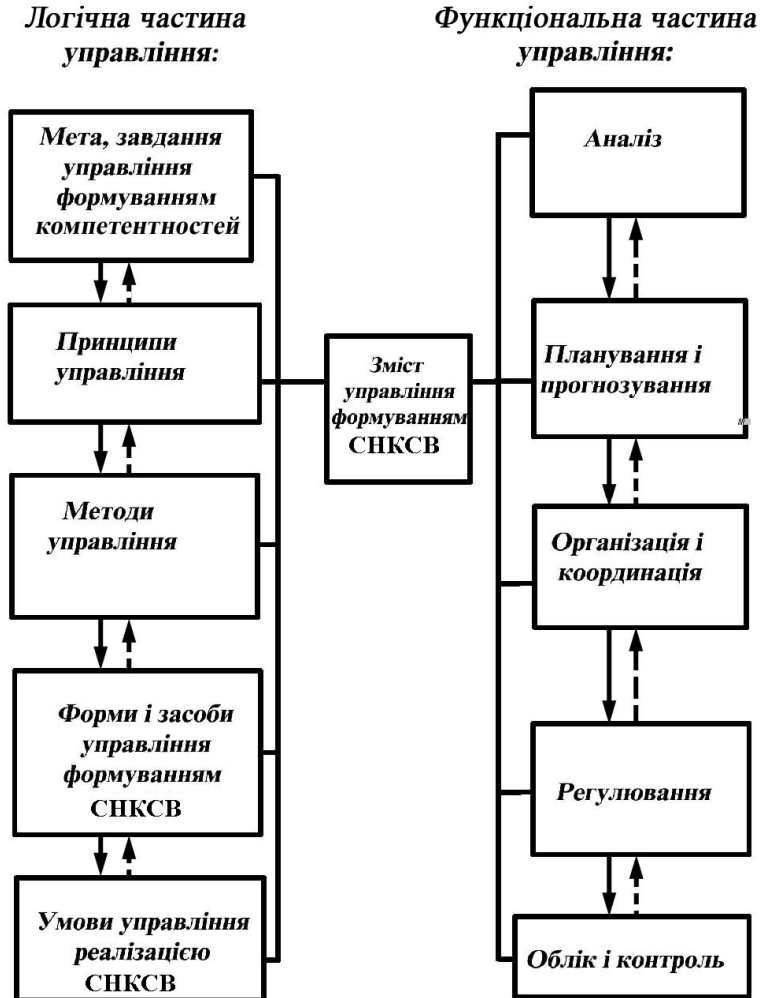 Логічна частина
управління:
Функціональна частина
управління:
Мета, завдання
управління
формуванням
компетентностей
Принципи
управління
Методи
управління
Форми і засоби
управління
формуванням
СНКСВ
Умови управління
реалізацією
СНКСВ
Зміст
управління
формуванням
СНКСВ
Аналіз
Планування і
прогнозування
Організація і
координація
Регулювання
Облік і контроль